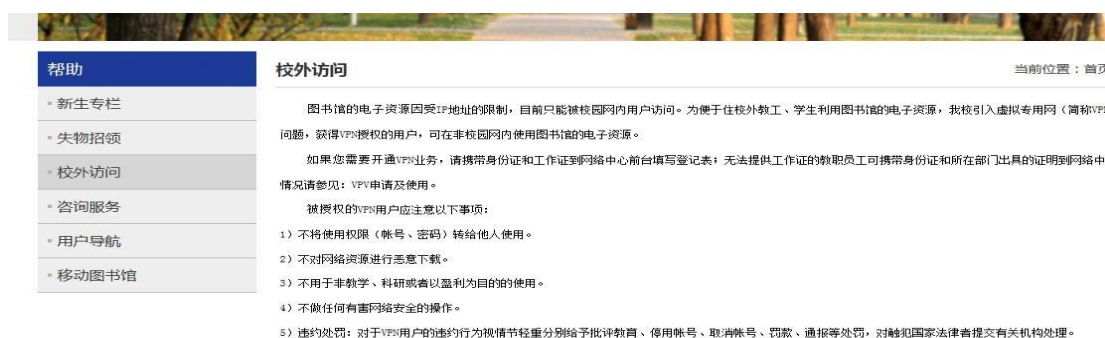 帮助
新生专栏
失物招领
校外访问
咨询服务
用户导航
移动图书馆
校外访问
当前位置：首页
图书馆的电子资源因受IP地址的限制，目前只能被校园网内用户访问。为便于住校外教工、学生利用图书馆的电子资源，我校引入虚拟专用网（简称VPN
问题，获得VPN授权的用户，可在非校园网内使用图书馆的电子资源。
如果您需要开通VPN业务，请携带身份证和工作证到网络中心前台填写登记表；无法提供工作证的教职员工可携带身份证和所在部门出具的证明到网络中
情况请参见：VPV申请及使用。
被授权的VPN用户应注意以下事项：
1）不将使用权限（帐号、密码）转给他人使用。
2）不对网络资源进行恶意下载。
3）不用于非教学、科研或者以盈利为目的的使用。
4）不做任何有害网络安全的操作。
5）违约处罚：对于VPN用户的违约行为视情节轻重分别给予批评教育、停用帐号、取消帐号、罚款、通报等处罚，对触犯国家法律者提交有关机构处理。